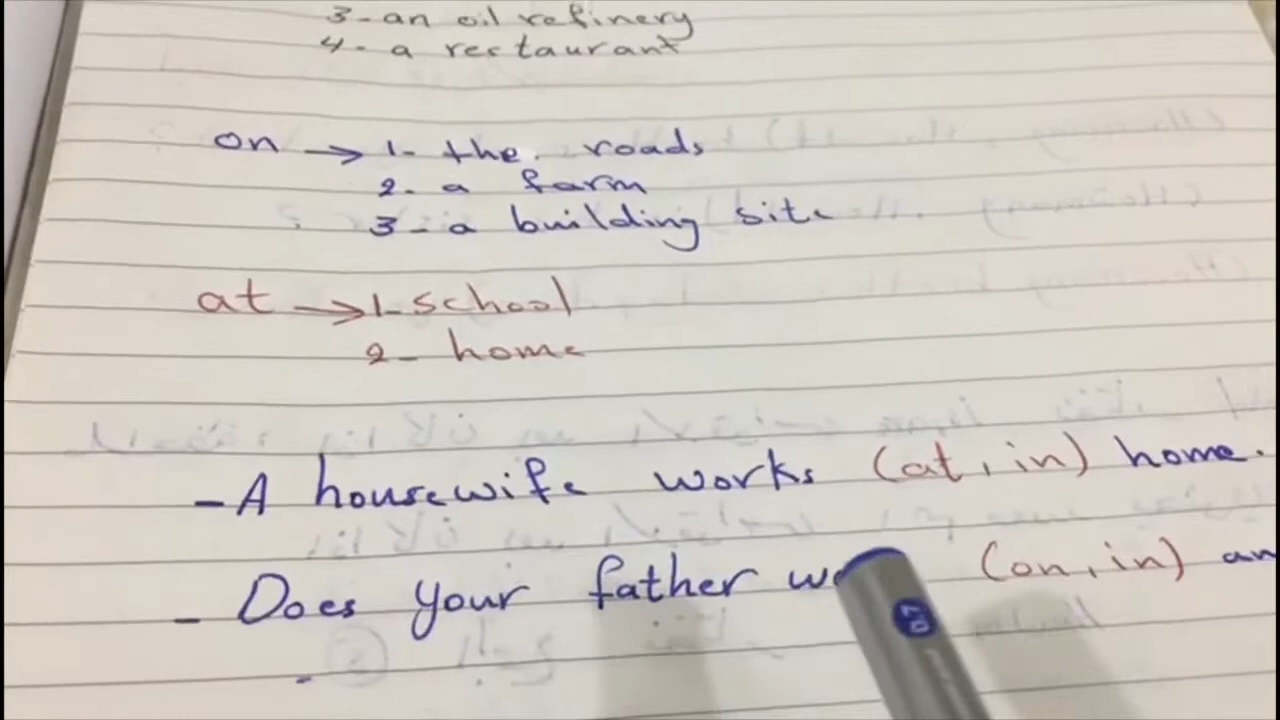 3- an oil refinery
4- a restaurant
on → 1- the roads
2- a farm
3- a building site
at → 1- school
2- home
- A housewife works (at, in) home.
- Does your father (on, in) an